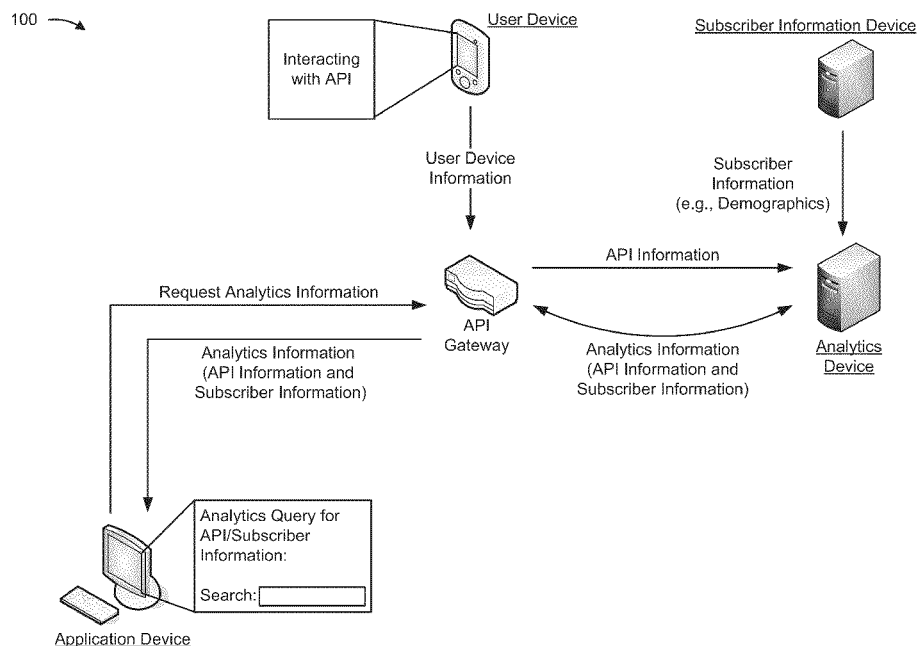 100
User Device
Subscriber Information Device
Interacting
with API
User Device
Information
Subscriber
Information
(e.g., Demographics)
API Information
Request Analytics Information
API
Gateway
Analytics Information
(API Information and
Subscriber Information)
Analytics Information
(API Information and
Subscriber Information)
Analytics
Device
Analytics Query for
API/Subscriber
Information:
Search:
Application Device